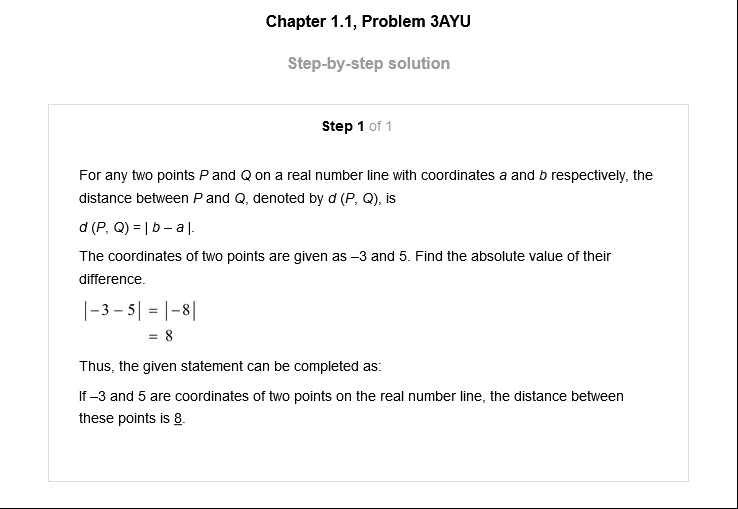 Chapter 1.1, Problem 3AYU
Step-by-step solution
Step 1 of 1
For any two points P and Q on a real number line with coordinates a and b respectively, the
distance between P and Q, denoted by d (P, Q), is
d (P, Q) = | b – a |.
The coordinates of two points are given as –3 and 5. Find the absolute value of their
difference.
|−3 − 5| = |−8|
= 8
Thus, the given statement can be completed as:
If –3 and 5 are coordinates of two points on the real number line, the distance between
these points is 8.